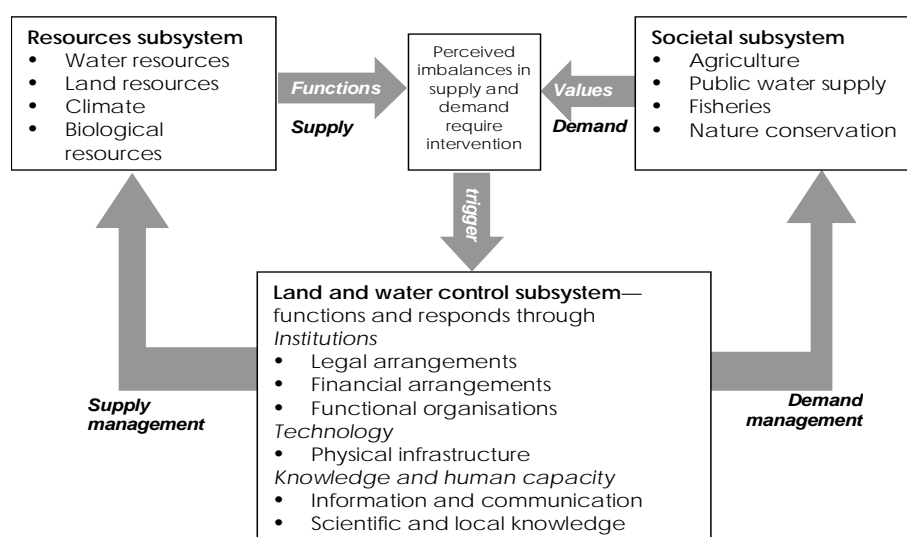 Resources subsystem
• Water resources
• Land resources
• Climate
• Biological
resources
Functions
Supply
Perceived
imbalances in
supply and
demand
require
intervention
Values
Demand
Societal subsystem
• Agriculture
• Public water supply
• Fisheries
• Nature conservation
trigger
Land and water control subsystem—
functions and responds through
Institutions
• Legal arrangements
• Financial arrangements
• Functional organisations
Technology
• Physical infrastructure
Knowledge and human capacity
• Information and communication
• Scientific and local knowledge
Supply
management
Demand
management